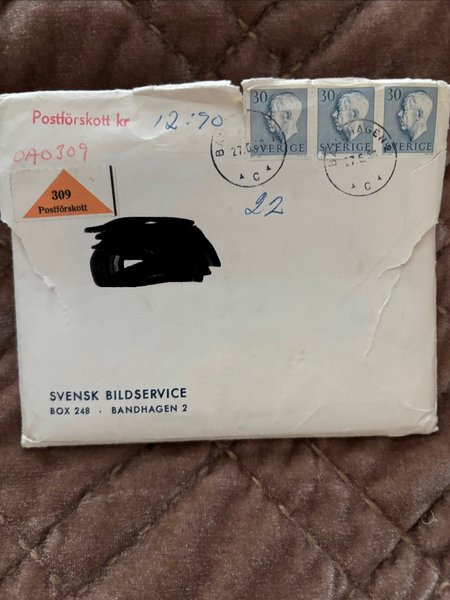 30 30 30
SVERIGE SVERIGE SVERIGE
Postförskott kr 12:90
OAO309
309
Postförskott
C C
22
SVENSK BILDSERVICE
BOX 248 · BANDHAGEN 2